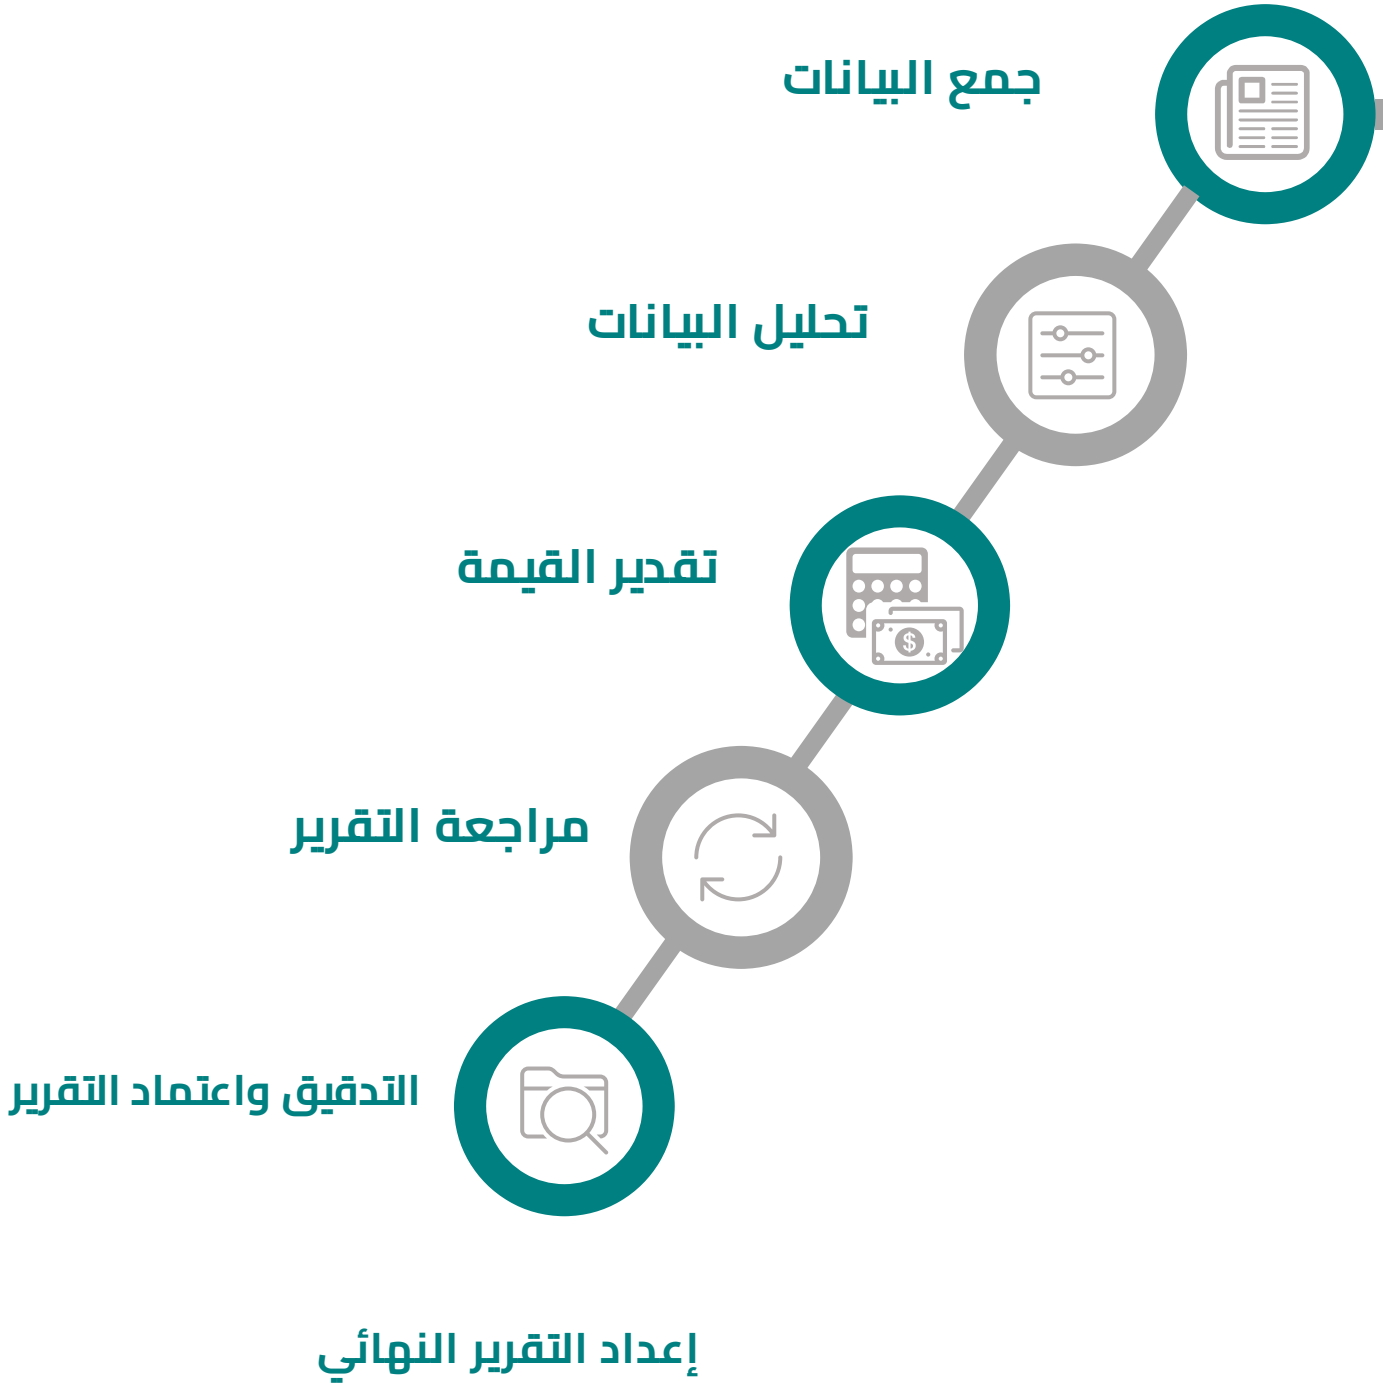 جمع البيانات
تحليل البيانات
تقدير القيمة
$
مراجعة التقرير
التدقيق واعتماد التقرير
إعداد التقرير النهائي